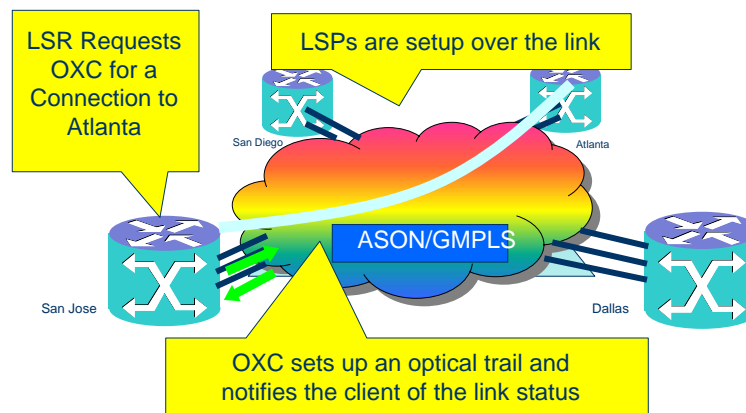 LSR Requests
OXC for a
Connection to
Atlanta
LSPs are setup over the link
San Diego
Atlanta
ASON/GMPLS
San Jose
Dallas
OXC sets up an optical trail and
notifies the client of the link status